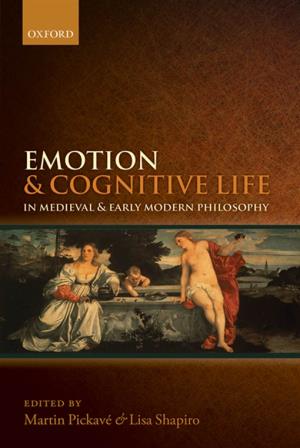 OXFORD
EMOTION
& COGNITIVE LIFE
IN MEDIEVAL & EARLY MODERN PHILOSOPHY
EDITED BY
Martin Pickavé & Lisa Shapiro